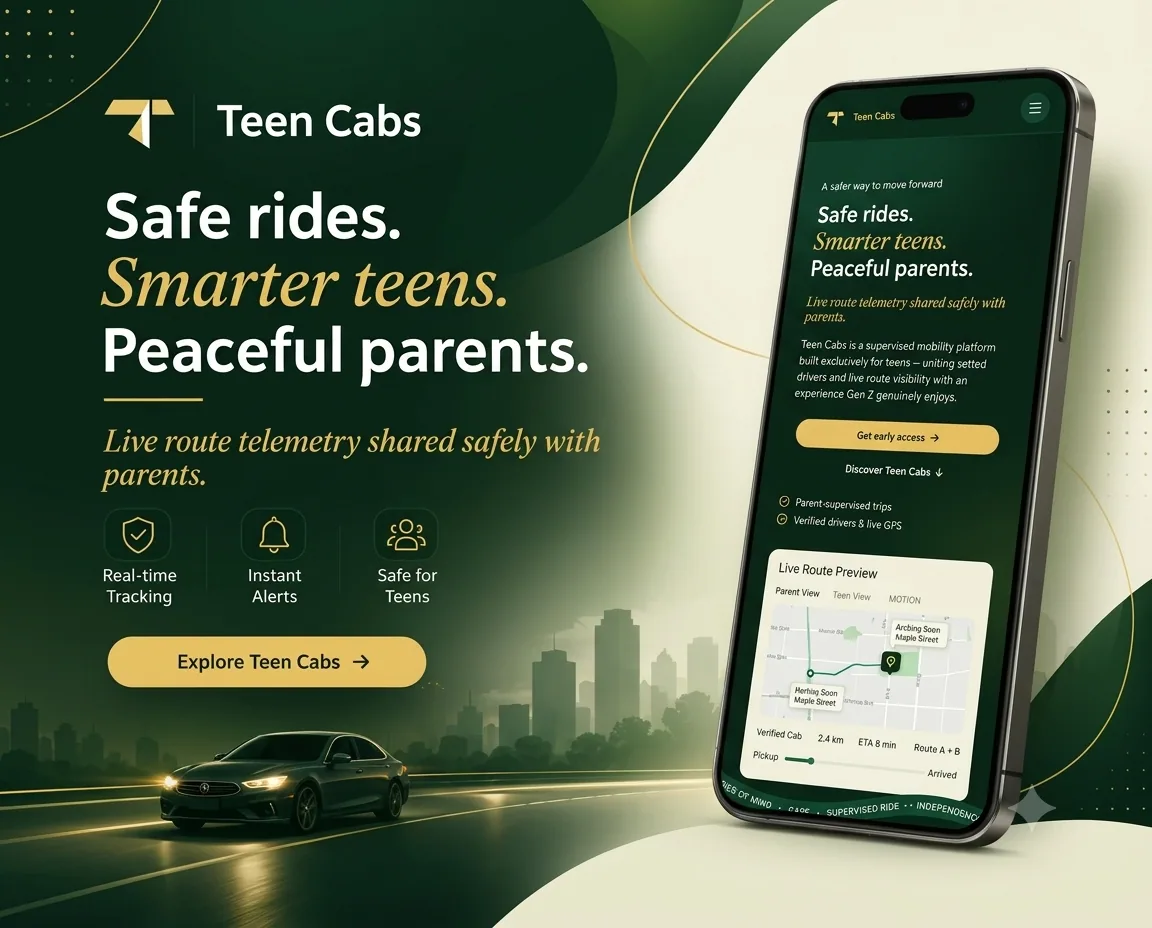 Teen Cabs
Safe rides.
Smarter teens.
Peaceful parents.
Live route telemetry shared safely with
parents.
Real-time
Tracking
Instant
Alerts
Safe for
Teens
Explore Teen Cabs →
Teen Cabs
A safer way to move forward
Safe rides.
Smarter teens.
Peaceful parents.
Live route telemetry shared safely with
parents.
Teen Cabs is a supervised mobility platform
built exclusively for teens — uniting setted
drivers and live route visibility with an
experience Gen Z genuinely enjoys.
Get early access →
Discover Teen Cabs ↓
Parent-supervised trips
Verified drivers & live GPS
Live Route Preview
Parent View Teen View MOTION
Arcbing Soon
Maple Street
Maple Street
Verified Cab 2.4 km ETA 8 min Route A + B
Pickup
Arrived
SUPERVISED RIDE · · INDEPENDENC